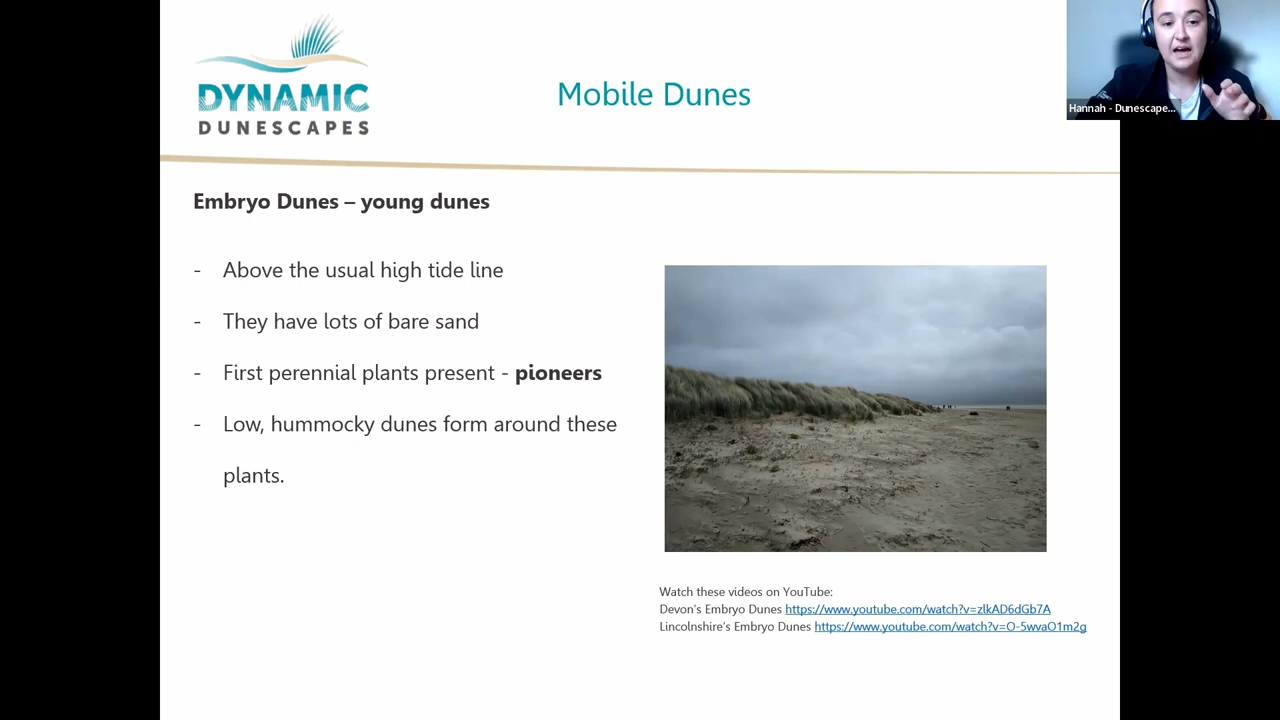 DYNAMIC
DUNESCAPES
Mobile Dunes
Hannah - Dunescape...
Embryo Dunes – young dunes
- Above the usual high tide line
- They have lots of bare sand
- First perennial plants present - pioneers
- Low, hummocky dunes form around these
plants.
Watch these videos on YouTube:
Devon's Embryo Dunes https://www.youtube.com/watch?v=zlkAD6dGb7A
Lincolnshire's Embryo Dunes https://www.youtube.com/watch?v=O-5wvaO1m2g